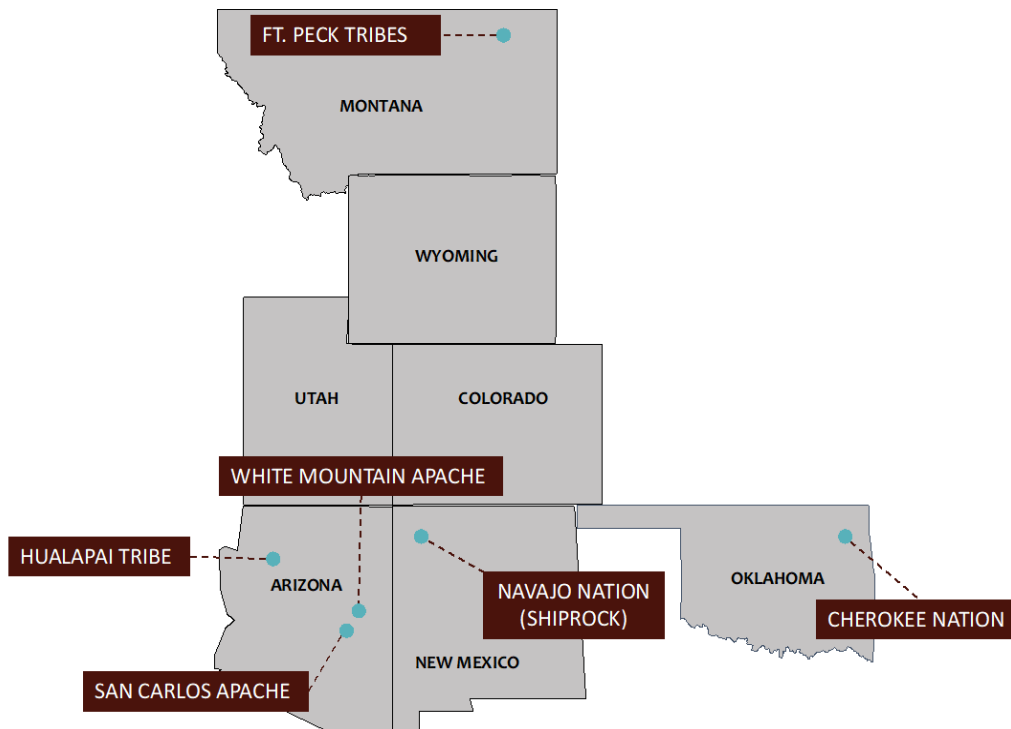 FT. PECK TRIBES
MONTANA
WYOMING
UTAH
COLORADO
WHITE MOUNTAIN APACHE
HUALAPAI TRIBE
ARIZONA
NAVAJO NATION
(SHIPROCK)
OKLAHOMA
CHEROKEE NATION
NEW MEXICO
SAN CARLOS APACHE